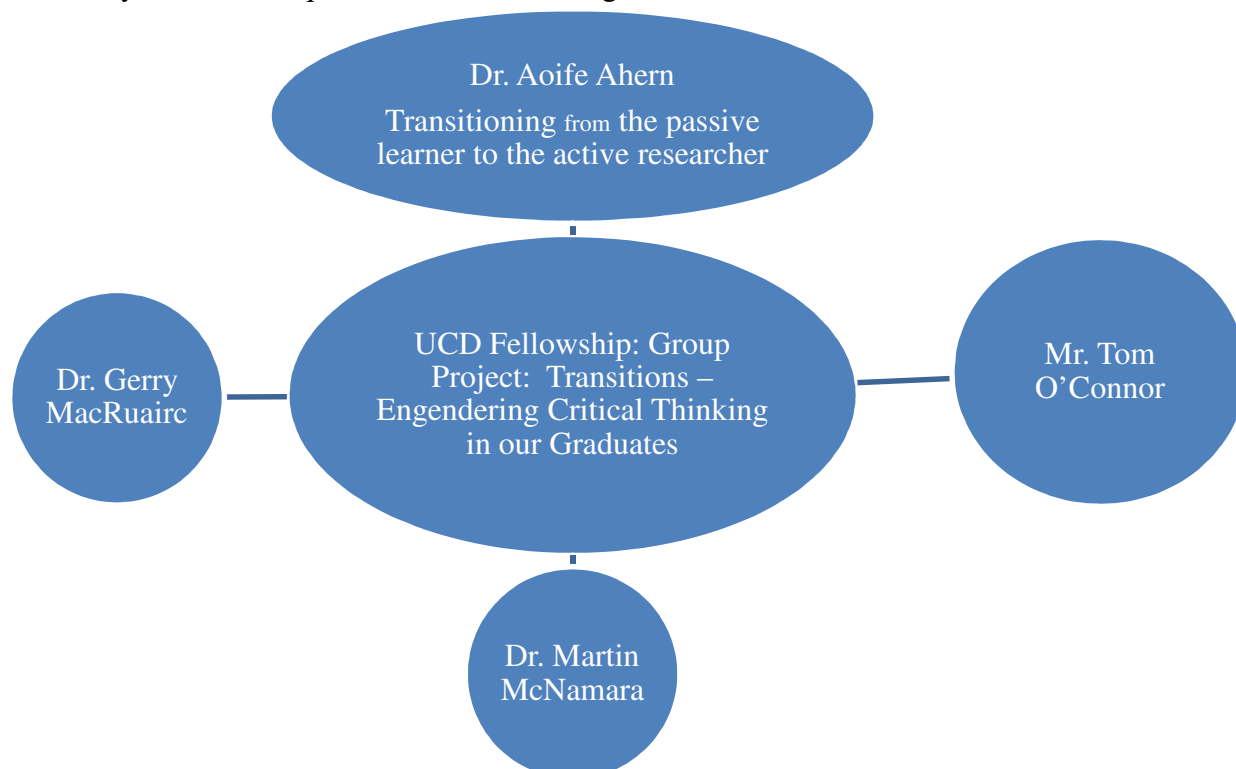 Dr. Aoife Ahern
Transitioning from the passive
learner to the active researcher
UCD Fellowship: Group
Project: Transitions –
Engendering Critical Thinking
in our Graduates
Dr. Gerry
MacRuairc
Mr. Tom
O’Connor
Dr. Martin
McNamara